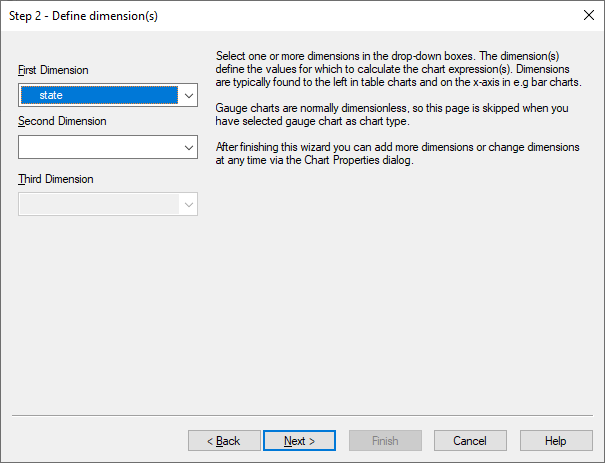 Step 2 - Define dimension(s)
First Dimension
state
Second Dimension
Third Dimension
Select one or more dimensions in the drop-down boxes. The dimension(s)
define the values for which to calculate the chart expression(s). Dimensions
are typically found to the left in table charts and on the x-axis in e.g bar charts.
Gauge charts are normally dimensionless, so this page is skipped when you
have selected gauge chart as chart type.
After finishing this wizard you can add more dimensions or change dimensions
at any time via the Chart Properties dialog.
< Back
Next >
Finish
Cancel
Help